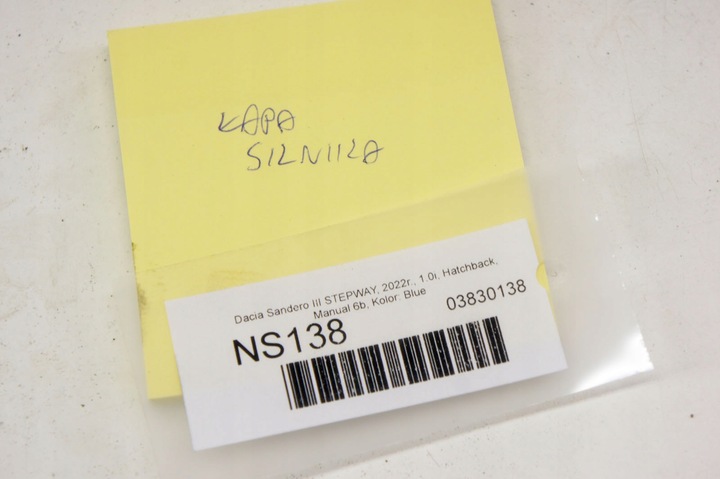 KAPA
SILNIKA
Dacia Sandero III STEPWAY, 2022r., 1.0i, Hatchback,
Manual 6b, Kolor: Blue
NS138
03830138